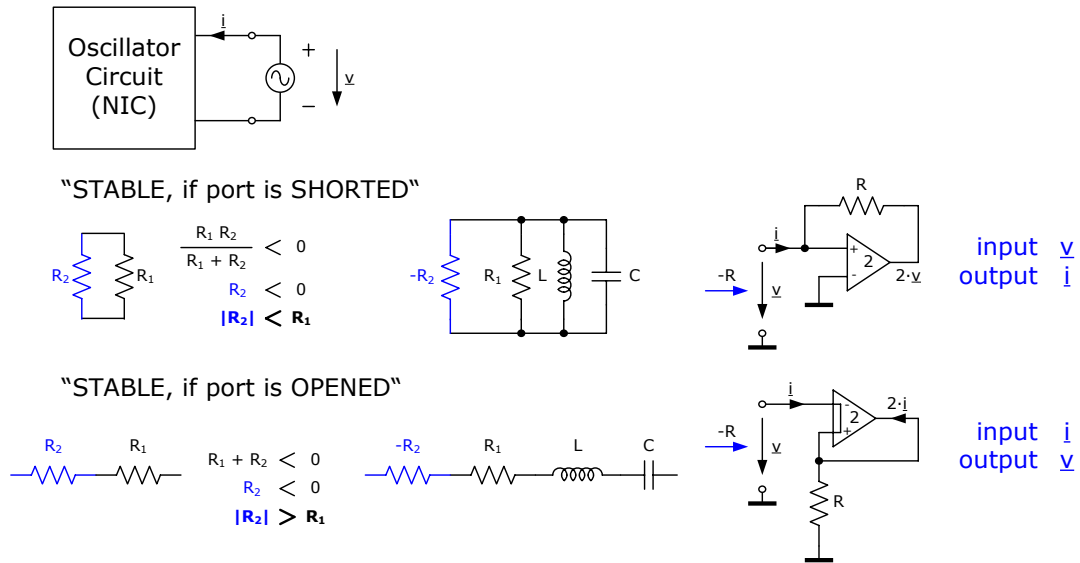 Oscillator
Circuit
(NIC)
i
+
−
v
“STABLE, if port is SHORTED“
R₂
R₁
R₁ R₂
R₁ + R₂
< 0
R₂ < 0
|R₂| < R₁
-R₂
R₁
L
C
R
i
+
-
2
2·v
-R
v
input v
output i
“STABLE, if port is OPENED“
R₂
R₁
R₁ + R₂ < 0
R₂ < 0
|R₂| > R₁
-R₂
R₁
L
C
i
-
+
2
2·i
-R
v
R
input i
output v